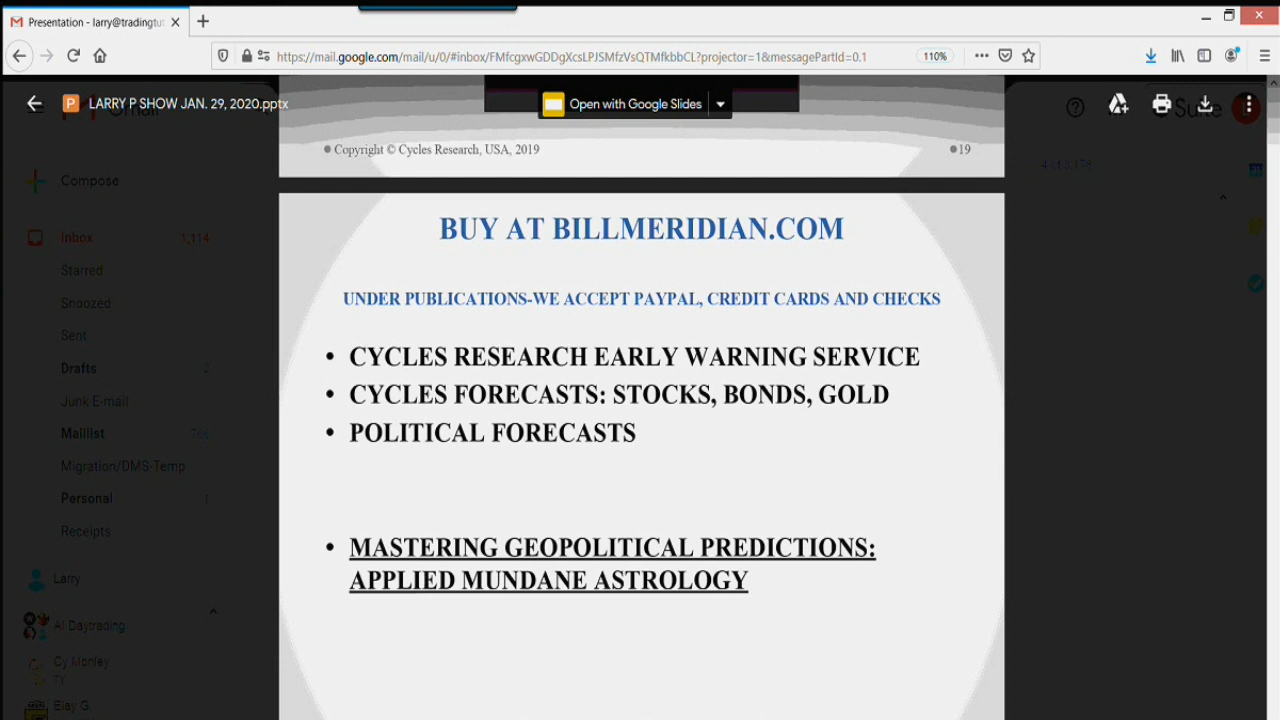 Presentation - larry@tradingtu
https://mail.google.com/mail/u/0/#inbox/FMfcgxwGDDgXcsLPJSMfzVsQTMfkbbCL?projector=1&messagePartId=0.1
110%
LARRY P SHOW JAN. 29, 2020.pptx
Open with Google Slides
Copyright © Cycles Research, USA, 2019
19
Compose
Inbox 1,114
Starred
Snoozed
Sent
Drafts 2
Junk E-mail
Maillist
Migration/DMS-Temp
Personal 1
Receipts
Larry
AI Daytrading
Cy Monley
TY
Elay G.
BUY AT BILLMERIDIAN.COM
UNDER PUBLICATIONS-WE ACCEPT PAYPAL, CREDIT CARDS AND CHECKS
• CYCLES RESEARCH EARLY WARNING SERVICE
• CYCLES FORECASTS: STOCKS, BONDS, GOLD
• POLITICAL FORECASTS
• MASTERING GEOPOLITICAL PREDICTIONS:
APPLIED MUNDANE ASTROLOGY